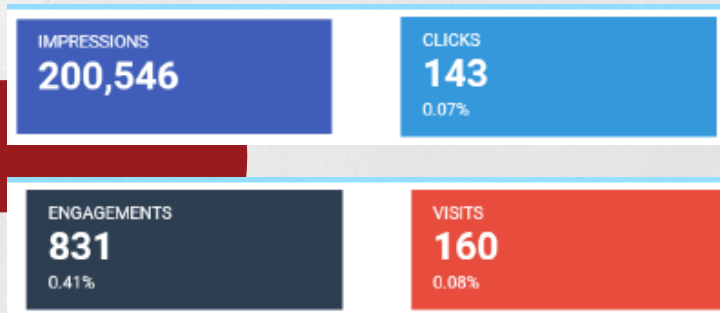 IMPRESSIONS
200,546
CLICKS
143
0.07%
ENGAGEMENTS
831
0.41%
VISITS
160
0.08%